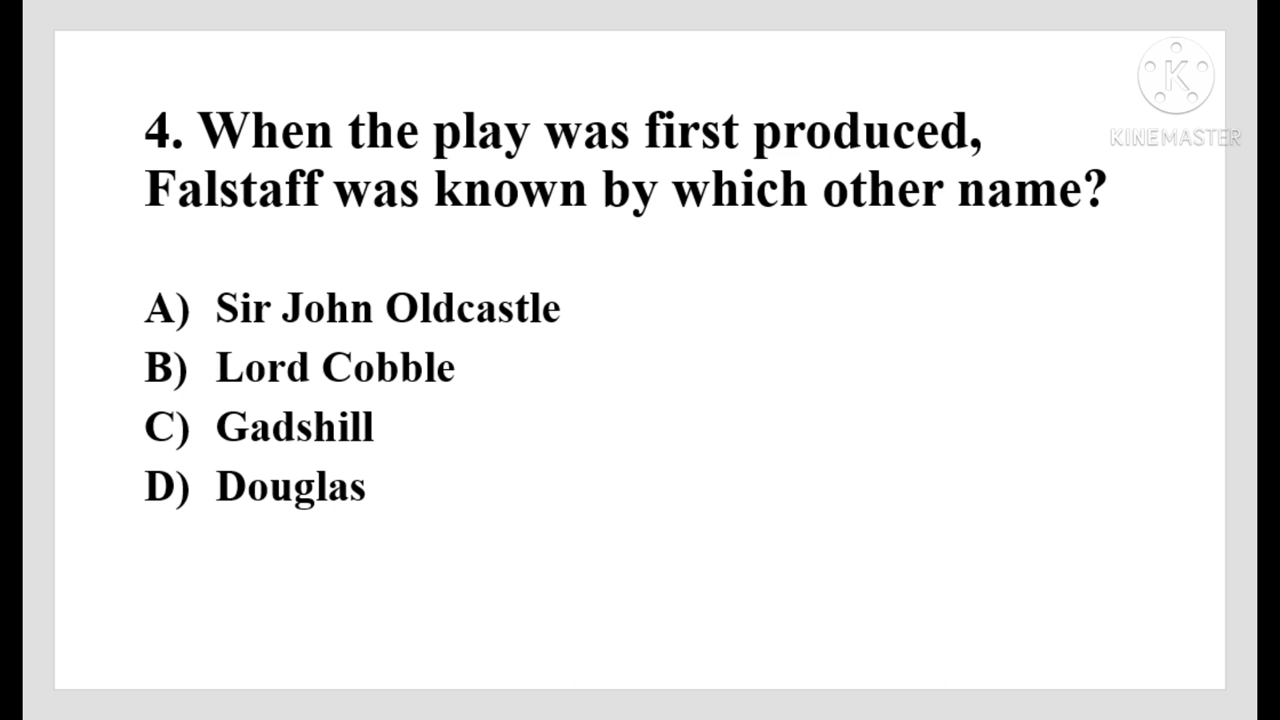 K
KINEMASTER
4. When the play was first produced,
Falstaff was known by which other name?
A) Sir John Oldcastle
B) Lord Cobble
C) Gadshill
D) Douglas